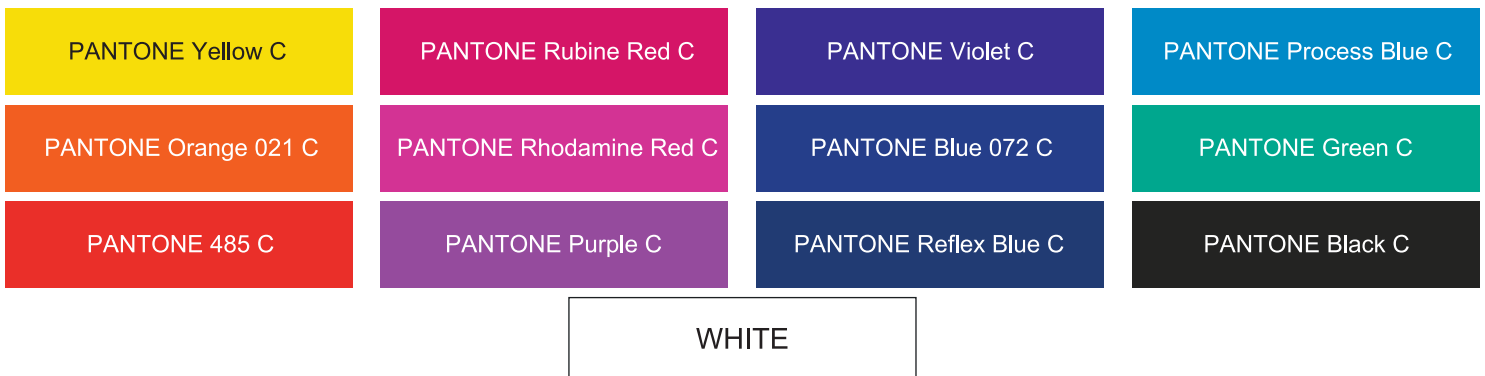 PANTONE Yellow C
PANTONE Rubine Red C
PANTONE Violet C
PANTONE Process Blue C
PANTONE Orange 021 C
PANTONE Rhodamine Red C
PANTONE Blue 072 C
PANTONE Green C
PANTONE 485 C
PANTONE Purple C
PANTONE Reflex Blue C
PANTONE Black C
WHITE